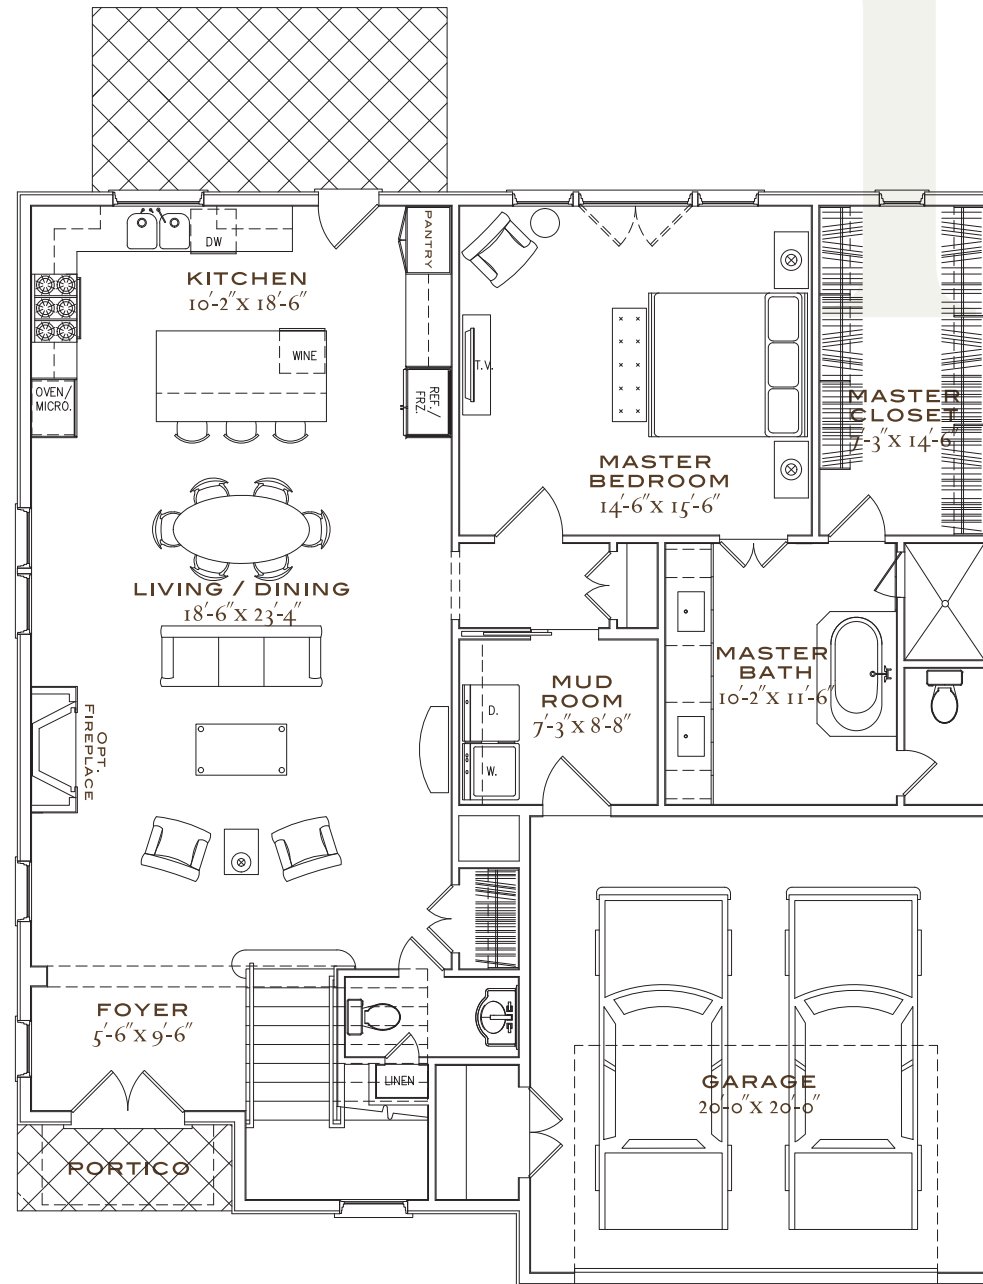 DW
PANTRY
KITCHEN
10'-2"X 18'-6"
WINE
OVEN/
MICRO.
REF./
FRZ.
T.V.
MASTER
CLOSET
7'-3"X 14'-6"
MASTER
BEDROOM
14'-6"X 15'-6"
LIVING / DINING
18'-6"X 23'-4"
MASTER
BATH
10'-2"X 11'-6"
MUD
ROOM
7'-3"X 8'-8"
D.
W.
OPT.
FIREPLACE
FOYER
5'-6"X 9'-6"
LINEN
GARAGE
20'-0"X 20'-0"
PORTICO